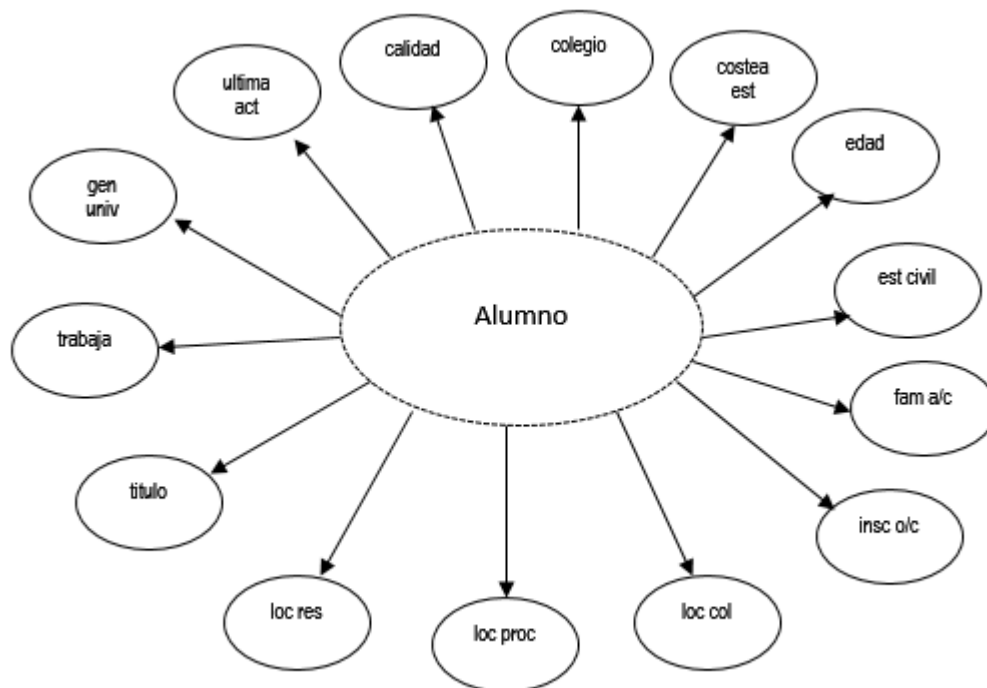 calidad
colegio
costea
est
ultima
act
edad
gen
univ
est civil
Alumno
trabaja
fam a/c
titulo
insc o/c
loc res
loc proc
loc col